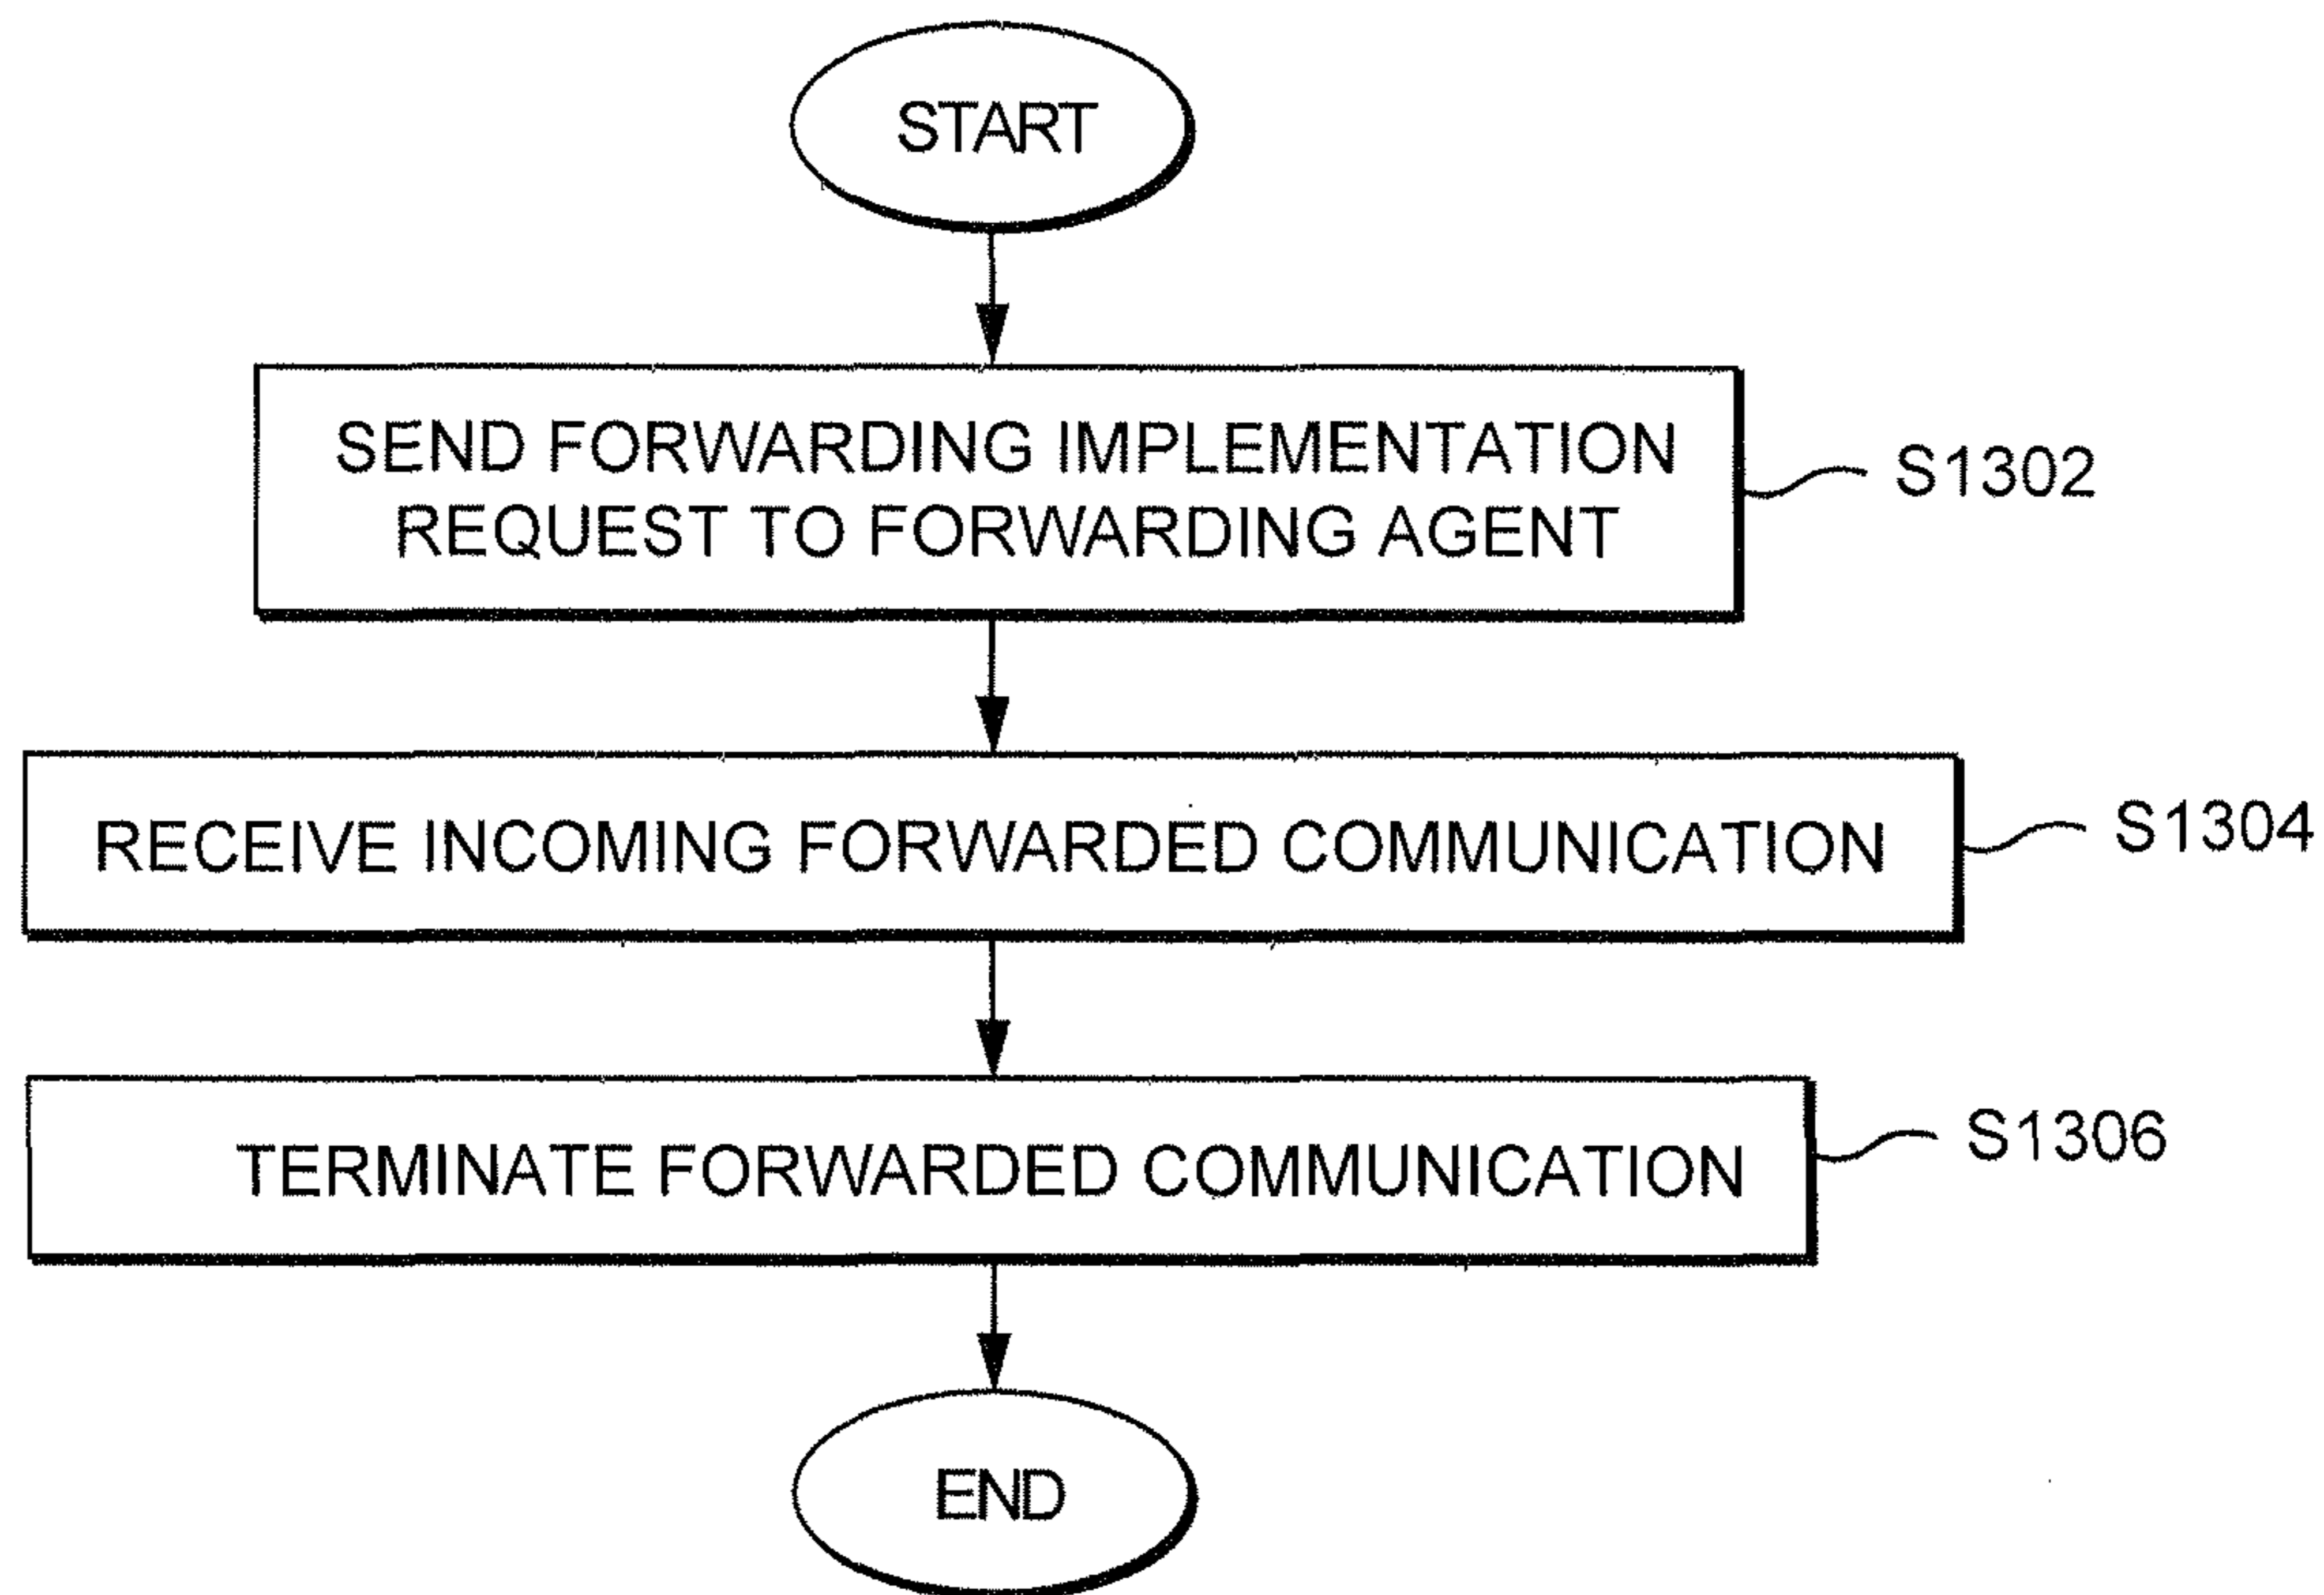 START
SEND FORWARDING IMPLEMENTATION
REQUEST TO FORWARDING AGENT
S1302
RECEIVE INCOMING FORWARDED COMMUNICATION
S1304
TERMINATE FORWARDED COMMUNICATION
S1306
END